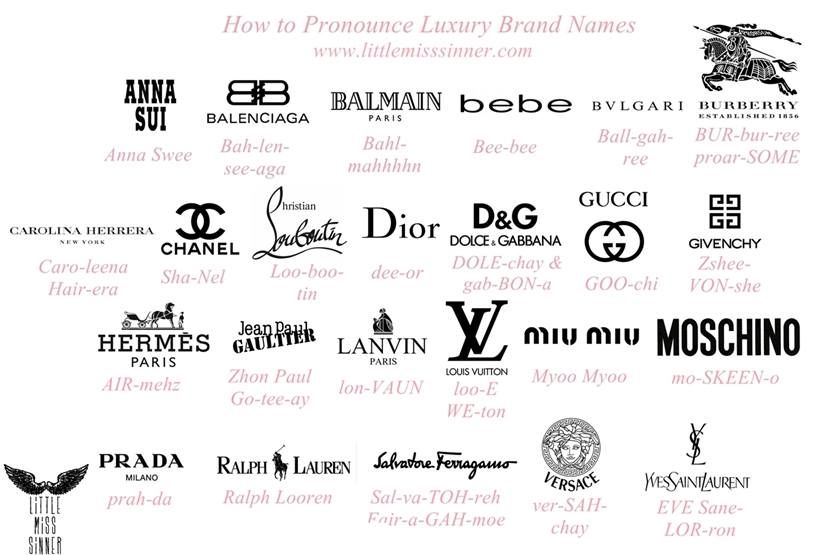 How to Pronounce Luxury Brand Names
www.littlemisssinner.com
ANNA
SUI
Anna Swee
BB
BALENCIAGA
Bah-len-
see-aga
BALMAIN
PARIS
Bahl-
mahhhhn
bebe
Bee-bee
BVLGARI
Ball-gah-
ree
BURBERRY
ESTABLISHED 1856
BUR-bur-ree
proar-SOME
CAROLINA HERRERA
NEW YORK
Caro-leena
Hair-era
CHANEL
Sha-Nel
Christian
Louboutin
Loo-boo-
tin
Dior
dee-or
D&G
DOLCE & GABBANA
DOLE-chay &
gab-BON-a
GUCCI
GOO-chi
GIVENCHY
Zshee-
VON-she
HERMÈS
PARIS
AIR-mehz
Jean Paul
GAULTIER
Zhon Paul
Go-tee-ay
LANVIN
PARIS
lon-VAUN
LV
LOUIS VUITTON
loo-E
WE-ton
miu miu
Myoo Myoo
MOSCHINO
mo-SKEEN-o
LiTTLE
MiSS
SiNNER
PRADA
MILANO
prah-da
RALPH LAUREN
Ralph Looren
Salvatore Ferragamo
Sal-va-TOH-reh
Fair-a-GAH-moe
VERSACE
ver-SAH-
chay
YSL
YVESSAINTLAURENT
EVE Sane-
LOR-ron